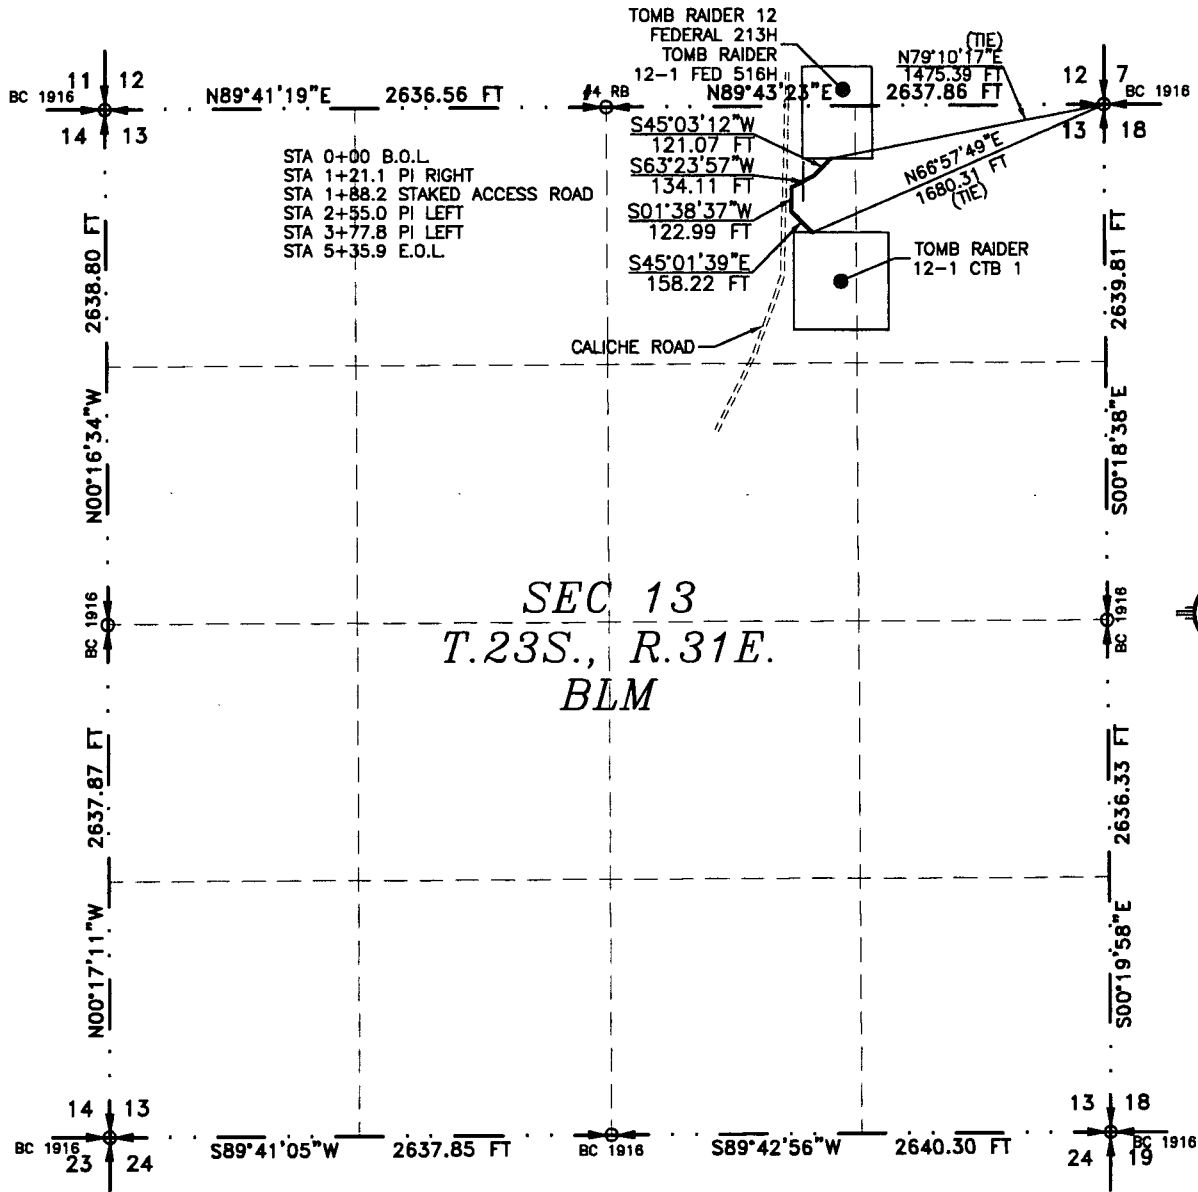 TOMB RAIDER 12
FEDERAL 213H
TOMB RAIDER
12-1 FED 516H
(TIE)
N79°10'17"E
1475.39 FT
11 12
BC 1916
14 13
N89°41'19"E 2636.56 FT
#4 RB
N89°43'23"E 2637.86 FT
12 7
BC 1916
13 18
S45°03'12"W
121.07 FT
S63°23'57"W
134.11 FT
S01°38'37"W
122.99 FT
S45°01'39"E
158.22 FT
N66°57'49"E
1680.31 FT
(TIE)
STA 0+00 B.O.L.
STA 1+21.1 PI RIGHT
STA 1+88.2 STAKED ACCESS ROAD
STA 2+55.0 PI LEFT
STA 3+77.8 PI LEFT
STA 5+35.9 E.O.L.
TOMB RAIDER
12-1 CTB 1
CALICHE ROAD
N00°16'34"W 2638.80 FT
S00°18'38"E 2639.81 FT
BC 1916
SEC 13
T.23S., R.31E.
BLM
BC 1916
N00°17'11"W 2637.87 FT
S00°19'58"E 2636.33 FT
14 13
BC 1916
23 24
S89°41'05"W 2637.85 FT
BC 1916
S89°42'56"W 2640.30 FT
13 18
BC 1916
24 19